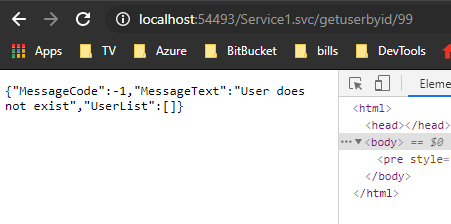 localhost:54493/Service1.svc/getuserbyid/99
Apps TV Azure BitBucket bills DevTools
{"MessageCode":-1,"MessageText":"User does
not exist","UserList":[]}
Eleme
<html>
<head></head>
<body> == $0
<pre style=
</body>
</html>